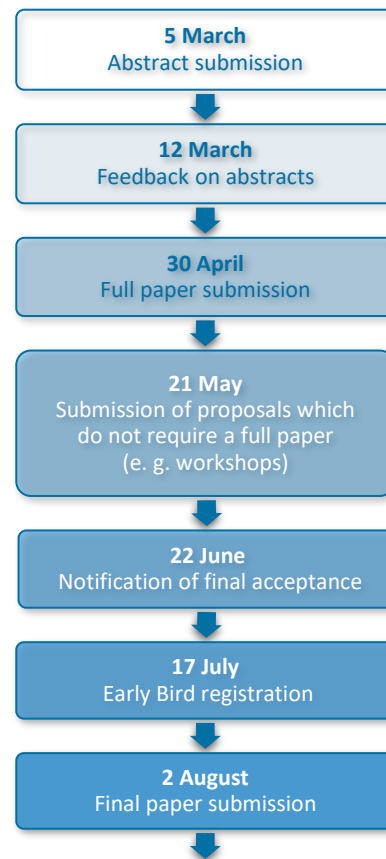 5 March
Abstract submission
12 March
Feedback on abstracts
30 April
Full paper submission
21 May
Submission of proposals which
do not require a full paper
(e. g. workshops)
22 June
Notification of final acceptance
17 July
Early Bird registration
2 August
Final paper submission